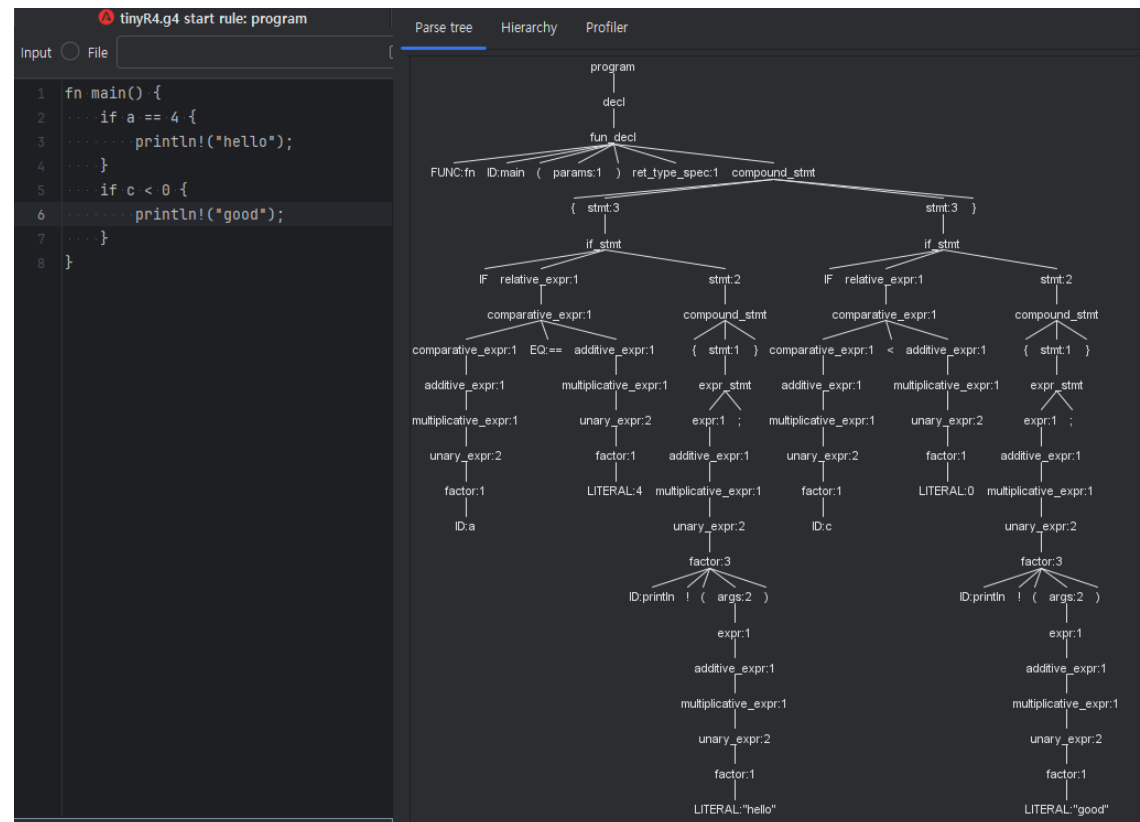 tinyR4.g4 start rule: program
Input File
1 fn main() {
2 if a == 4 {
3 println!("hello");
4 }
5 if c < 0 {
6 println!("good");
7 }
8 }
Parse tree Hierarchy Profiler
program
decl
fun_decl
FUNC:fn ID:main ( params:1 ) ret_type_spec:1 compound_stmt
{ stmt:3 stmt:3 }
if_stmt if_stmt
IF relative_expr:1 stmt:2 IF relative_expr:1 stmt:2
comparative_expr:1 compound_stmt comparative_expr:1 compound_stmt
comparative_expr:1 EQ:== additive_expr:1 { stmt:1 } comparative_expr:1 < additive_expr:1 { stmt:1 }
additive_expr:1 multiplicative_expr:1 expr_stmt additive_expr:1 multiplicative_expr:1 expr_stmt
multiplicative_expr:1 unary_expr:2 expr:1 ; multiplicative_expr:1 unary_expr:2 expr:1 ;
unary_expr:2 factor:1 additive_expr:1 unary_expr:2 factor:1 additive_expr:1
factor:1 LITERAL:4 multiplicative_expr:1 factor:1 LITERAL:0 multiplicative_expr:1
ID:a unary_expr:2 ID:c unary_expr:2
factor:3 factor:3
ID:println ! ( args:2 ) ID:println ! ( args:2 )
expr:1 expr:1
additive_expr:1 additive_expr:1
multiplicative_expr:1 multiplicative_expr:1
unary_expr:2 unary_expr:2
factor:1 factor:1
LITERAL:"hello" LITERAL:"good"